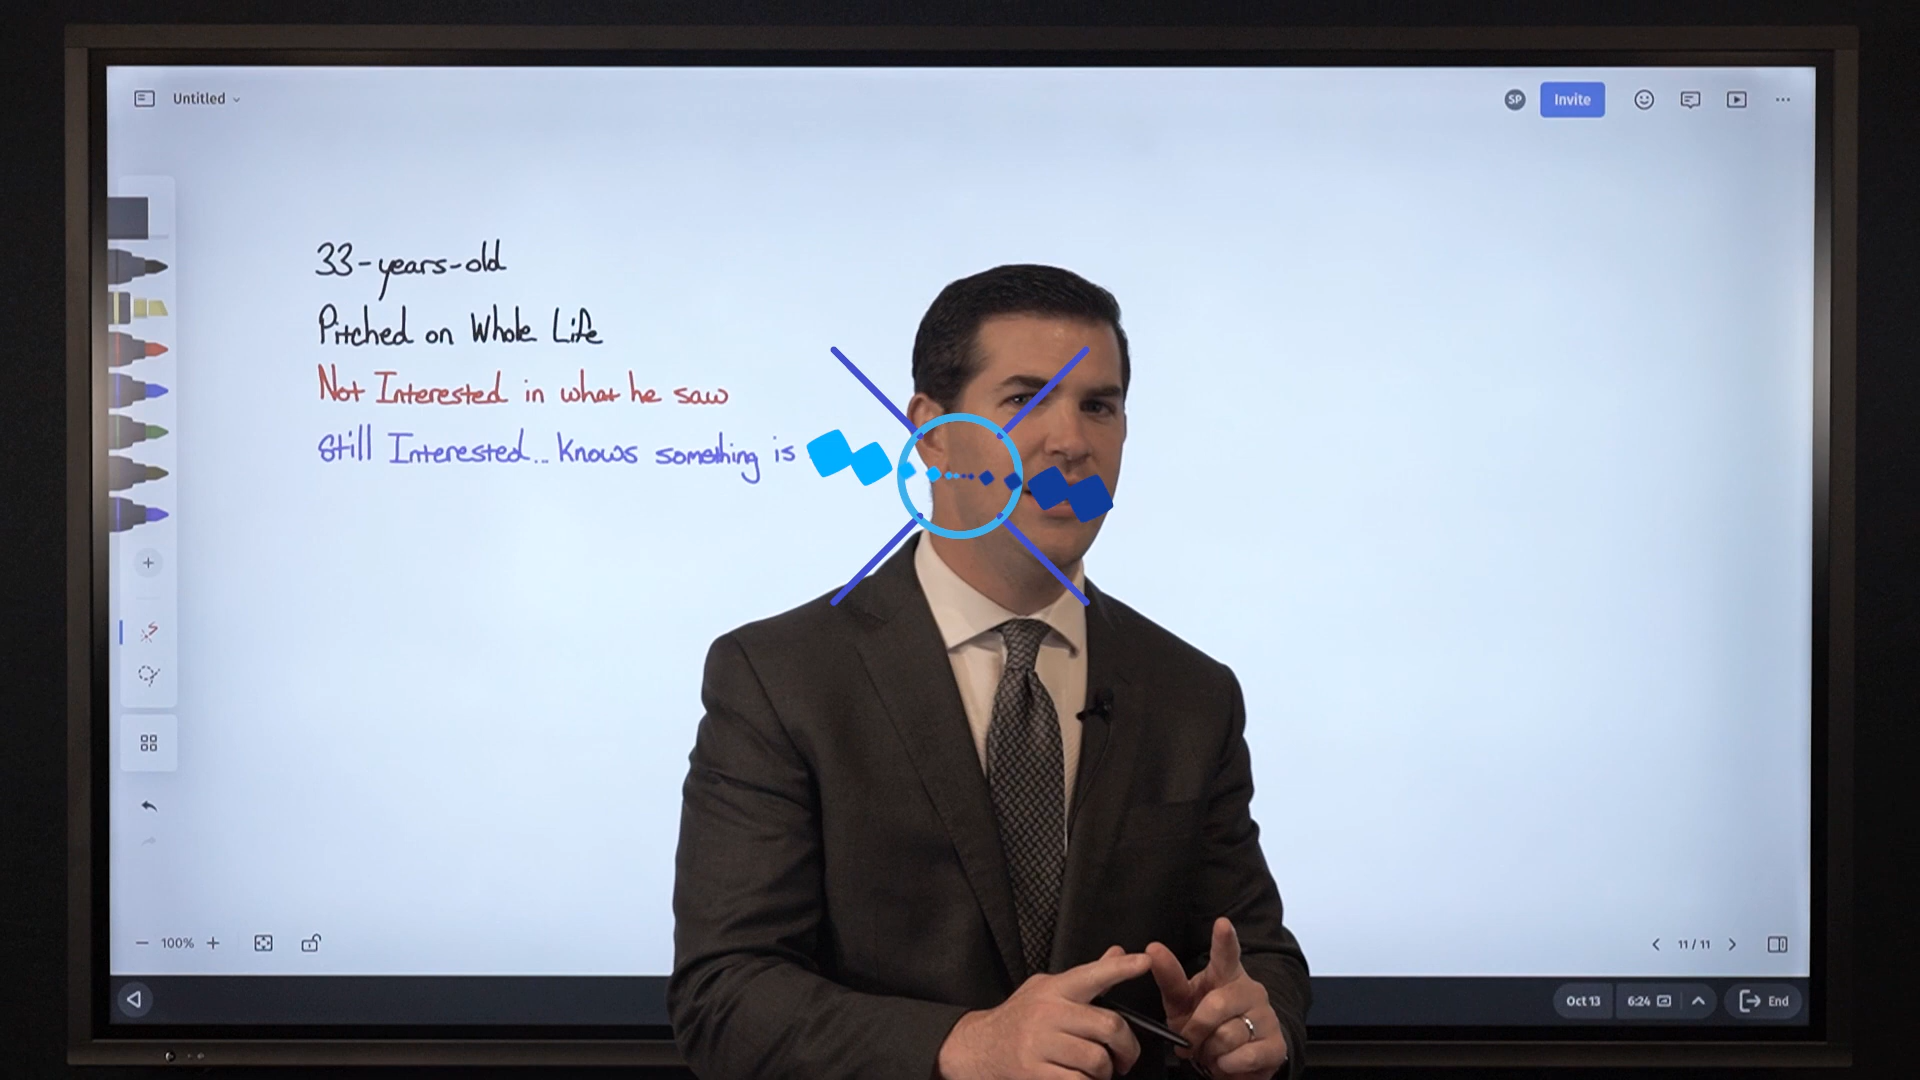 Untitled
SP
Invite
33-years-old
Pitched on Whole Life
Not Interested in what he saw
Still Interested... Knows something is
100%
11 / 11
Oct 13
6:24
End